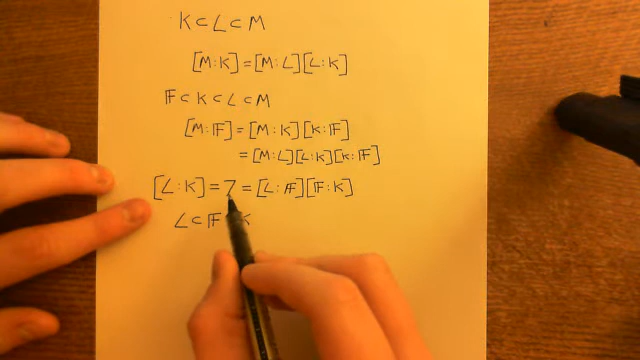 K ⊂ L ⊂ M
[M:K] = [M:L][L:K]
𝔽 ⊂ K ⊂ L ⊂ M
[M:𝔽] = [M:K][K:𝔽]
= [M:L][L:K][K:𝔽]
[L:K] = 7 = [L:𝔽][𝔽:K]
L ⊂ 𝔽 K